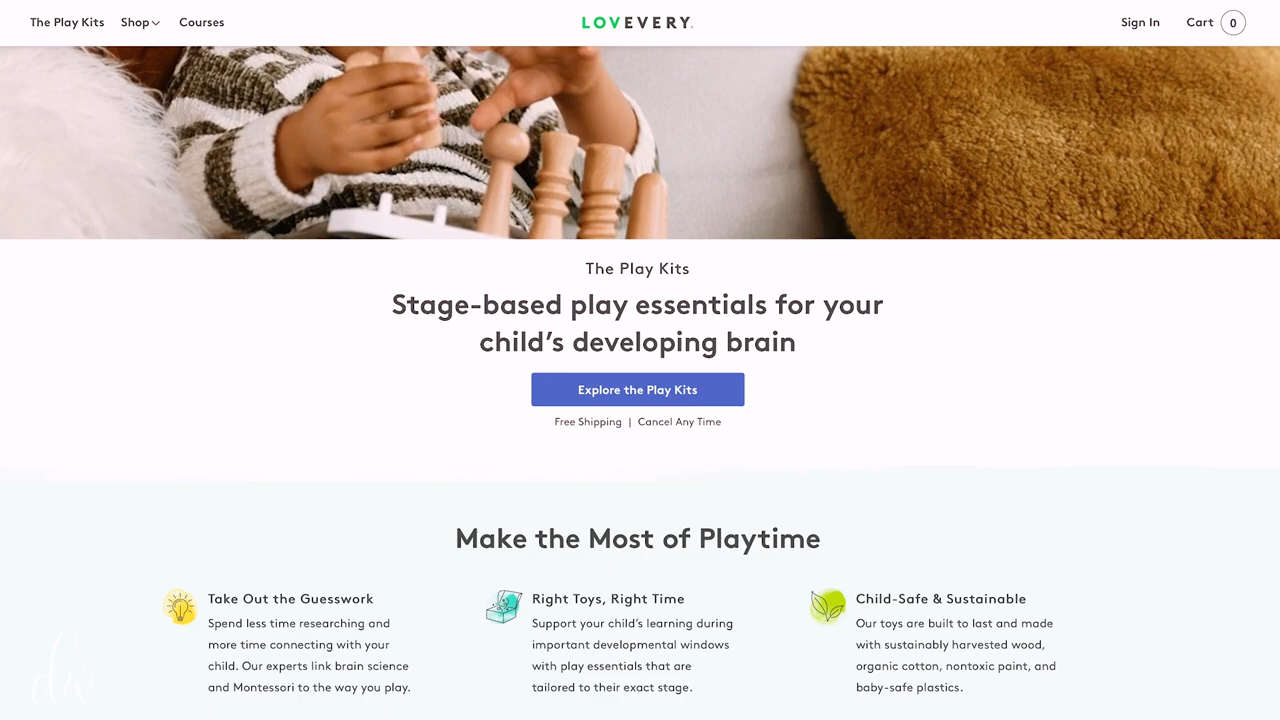 The Play Kits Shop Courses LOVEVERY. Sign In Cart 0
The Play Kits
Stage-based play essentials for your
child's developing brain
Explore the Play Kits
Free Shipping | Cancel Any Time
Make the Most of Playtime
Take Out the Guesswork
Spend less time researching and
more time connecting with your
child. Our experts link brain science
and Montessori to the way you play.
Right Toys, Right Time
Support your child's learning during
important developmental windows
with play essentials that are
tailored to their exact stage.
Child-Safe & Sustainable
Our toys are built to last and made
with sustainably harvested wood,
organic cotton, nontoxic paint, and
baby-safe plastics.